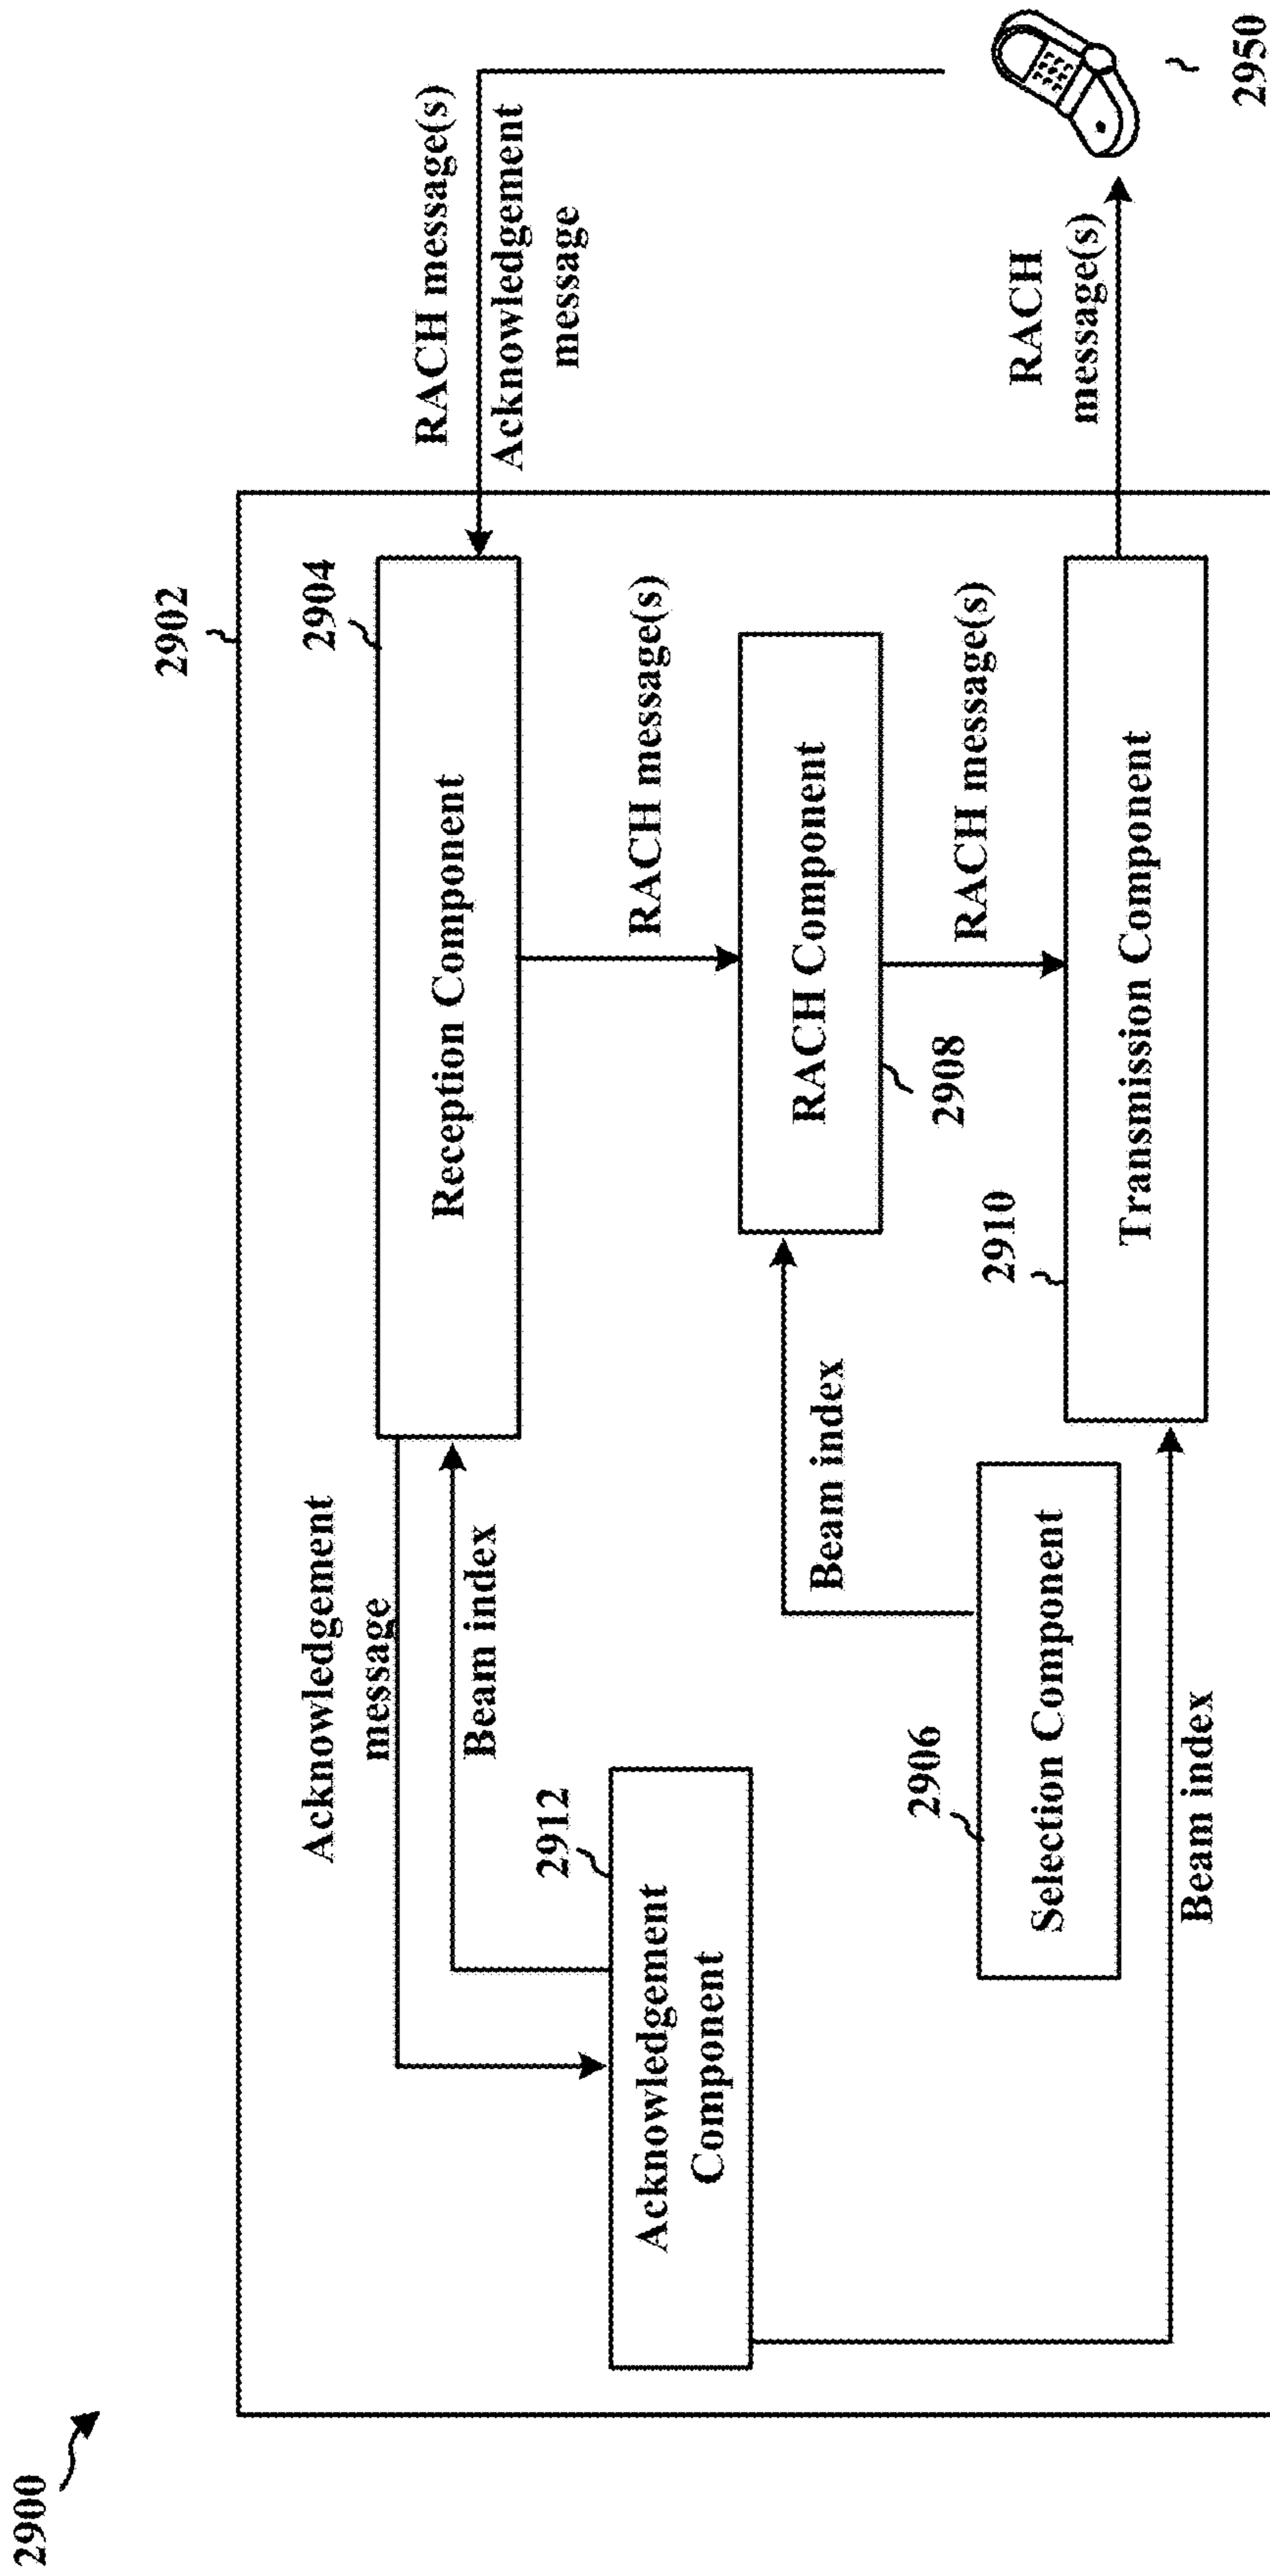 2900
2902
2904
Reception Component
Acknowledgement
message
Beam index
2912
Acknowledgement
Component
RACH message(s)
RACH Component
2908
Beam index
RACH message(s)
2906
Selection Component
2910
Transmission Component
Beam index
RACH message(s)
Acknowledgement
message
RACH
message(s)
2950